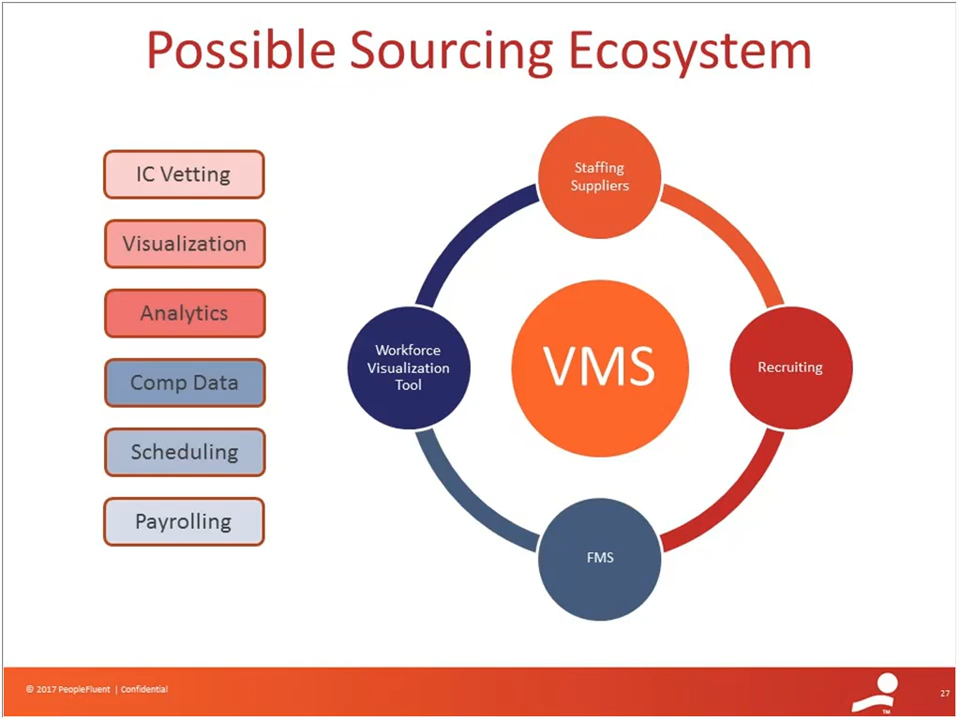 Possible Sourcing Ecosystem
IC Vetting
Visualization
Analytics
Comp Data
Scheduling
Payrolling
Staffing
Suppliers
Workforce
Visualization
Tool
VMS
Recruiting
FMS
© 2017 PeopleFluent | Confidential
TM
27